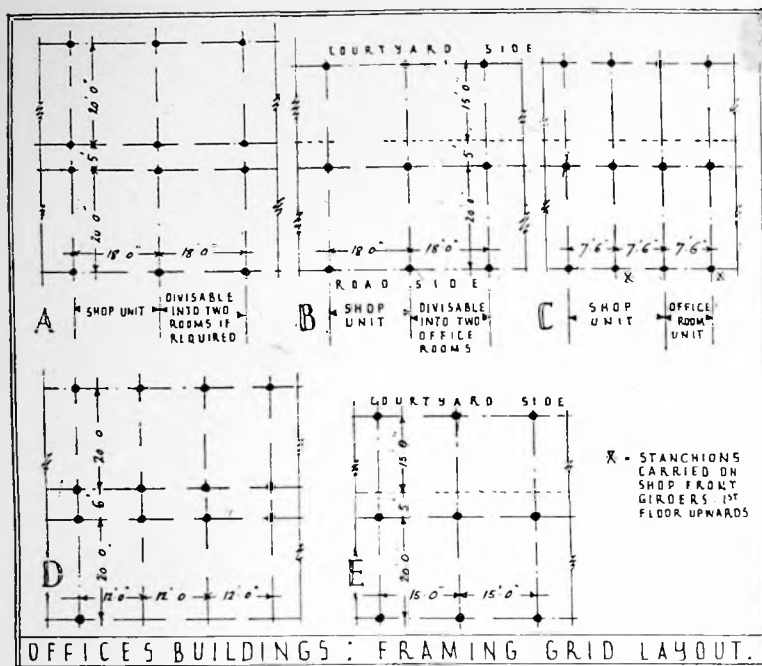 COURTYARD SIDE
20'0"
5'
20'0"
18'0"
18'0"
A
SHOP UNIT
DIVISABLE
INTO TWO
ROOMS IF
REQUIRED
15'0"
5'
20'0"
18'0"
18'0"
ROAD SIDE
B
SHOP
UNIT
DIVISABLE
INTO TWO
OFFICE
ROOMS
7'6"
7'6"
7'6"
X
X
C
SHOP
UNIT
OFFICE
ROOM
UNIT
20 0
6'
20 0
D
12'0"
12'0
12'0"
COURTYARD SIDE
15 0
5'
20 0
E
15'0"
15'0"
X - STANCHIONS
CARRIED ON
SHOP FRONT
GIRDERS 1ST
FLOOR UPWARDS
OFFICES BUILDINGS : FRAMING GRID LAYOUT.